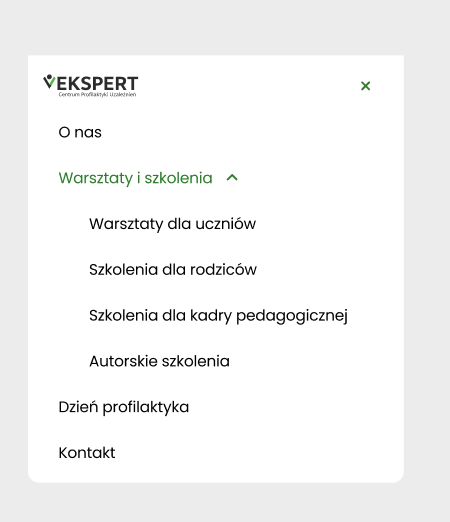 EKSPERT
Centrum Profilaktyki Uzależnień
O nas
Warsztaty i szkolenia
Warsztaty dla uczniów
Szkolenia dla rodziców
Szkolenia dla kadry pedagogicznej
Autorskie szkolenia
Dzień profilaktyka
Kontakt